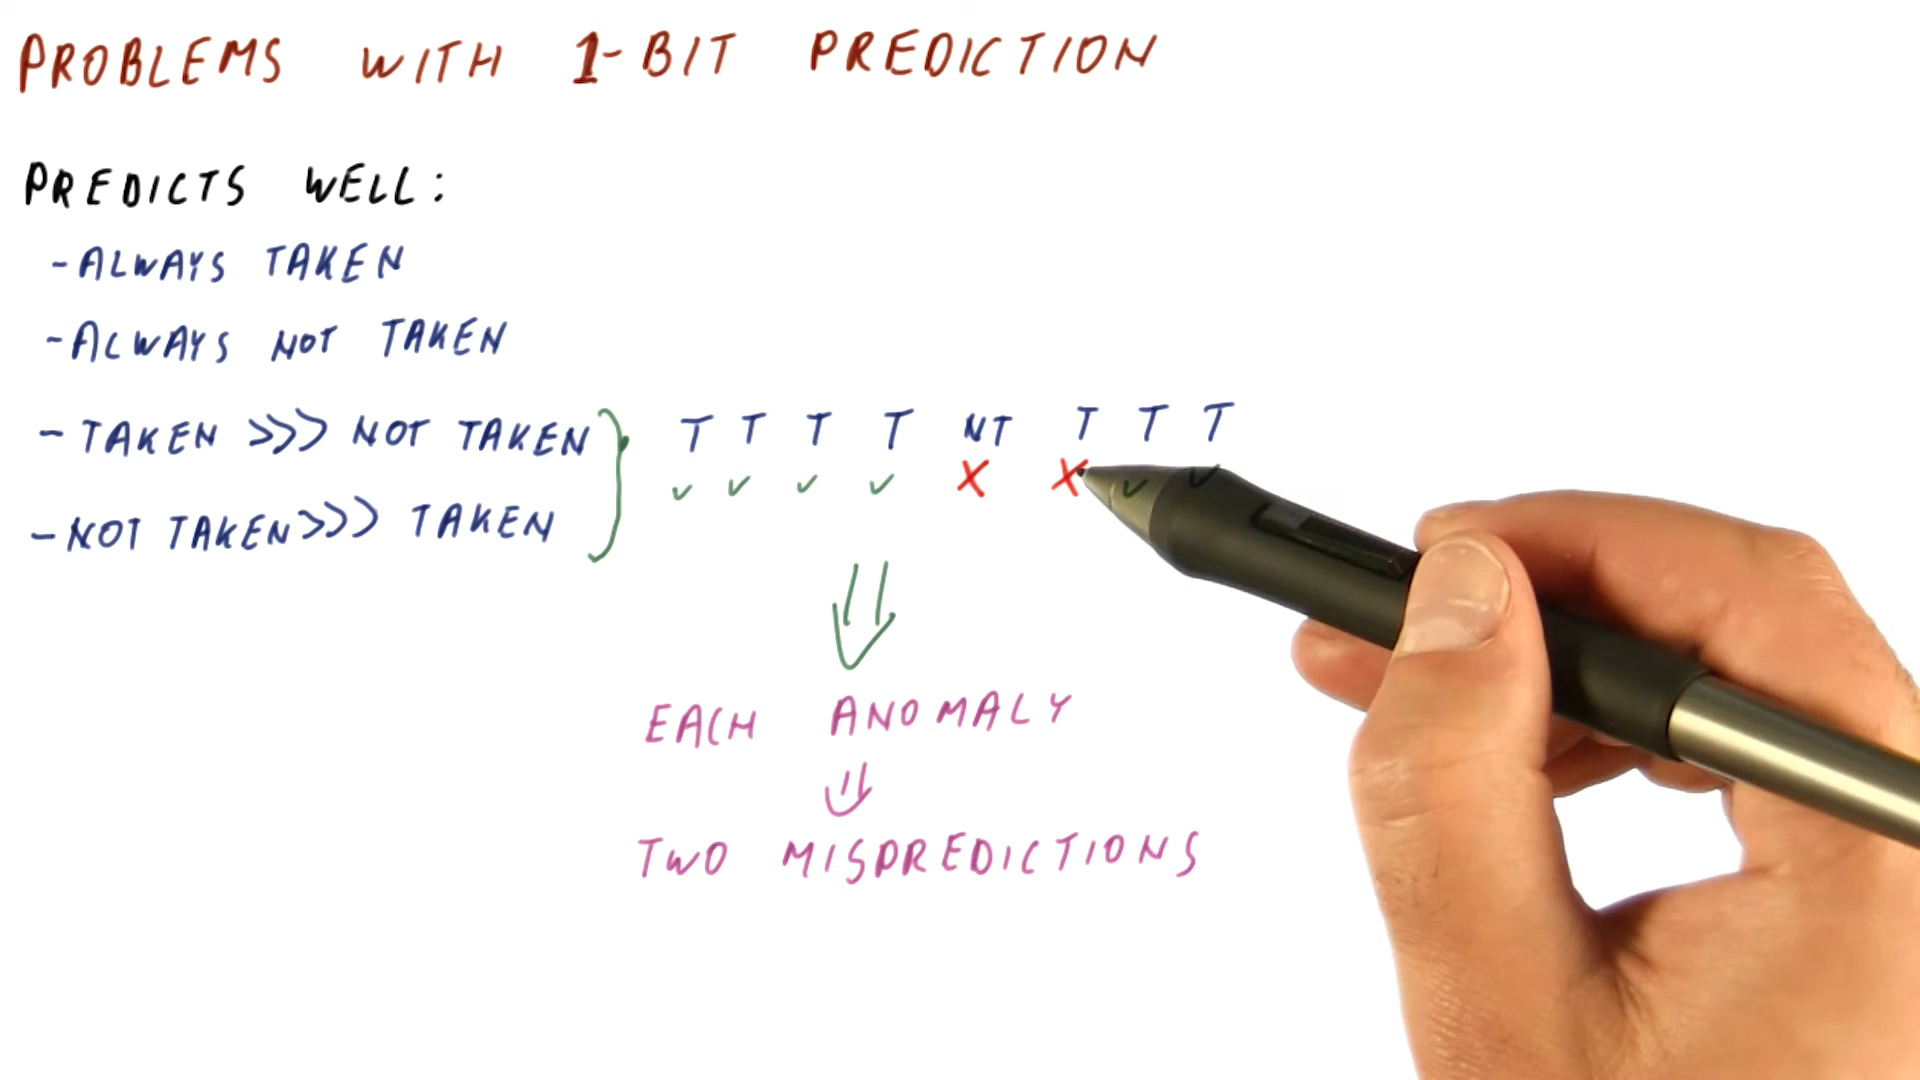 PROBLEMS WITH 1-BIT PREDICTION
PREDICTS WELL:
- ALWAYS TAKEN
- ALWAYS NOT TAKEN
- TAKEN >>> NOT TAKEN
- NOT TAKEN >>> TAKEN
T T T T NT T T T
✓ ✓ ✓ ✓ X X ✓ ✓
EACH ANOMALY
TWO MISPREDICTIONS